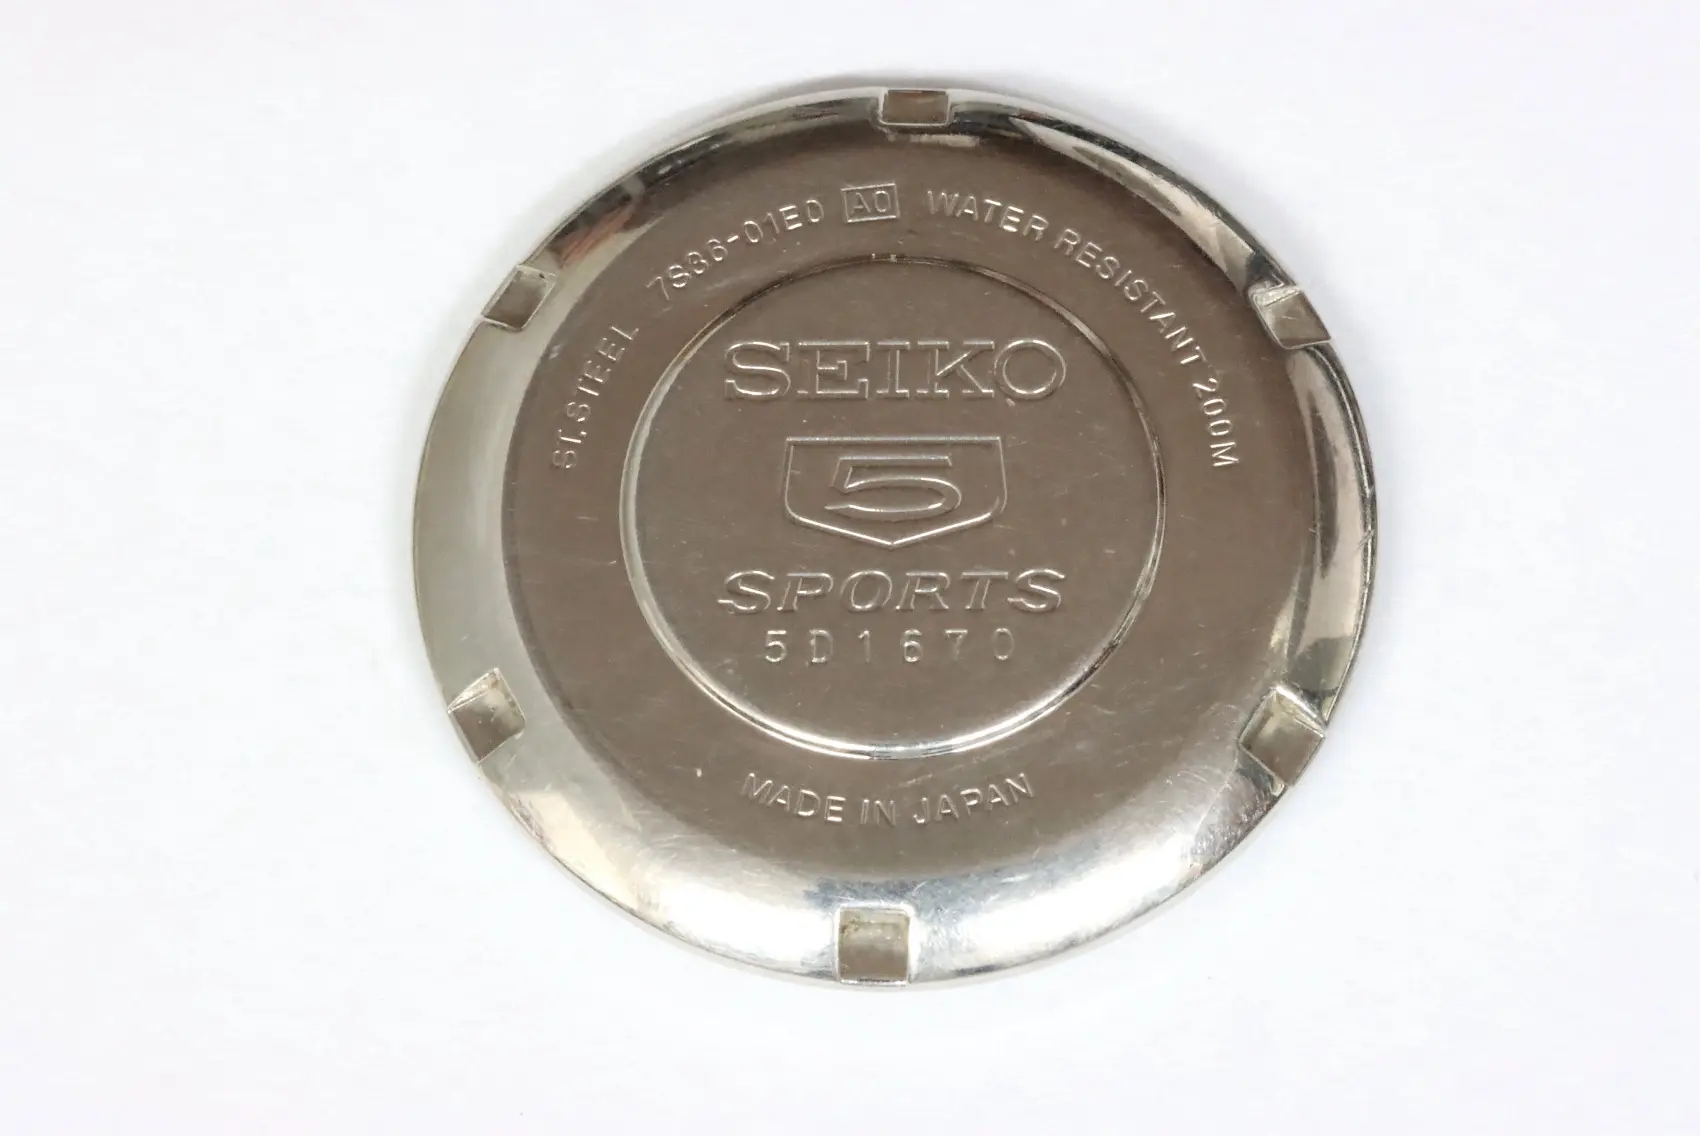 ST.STEEL 7S36-01E0 A0 WATER RESISTANT 200M
SEIKO
5
SPORTS
5D1670
MADE IN JAPAN